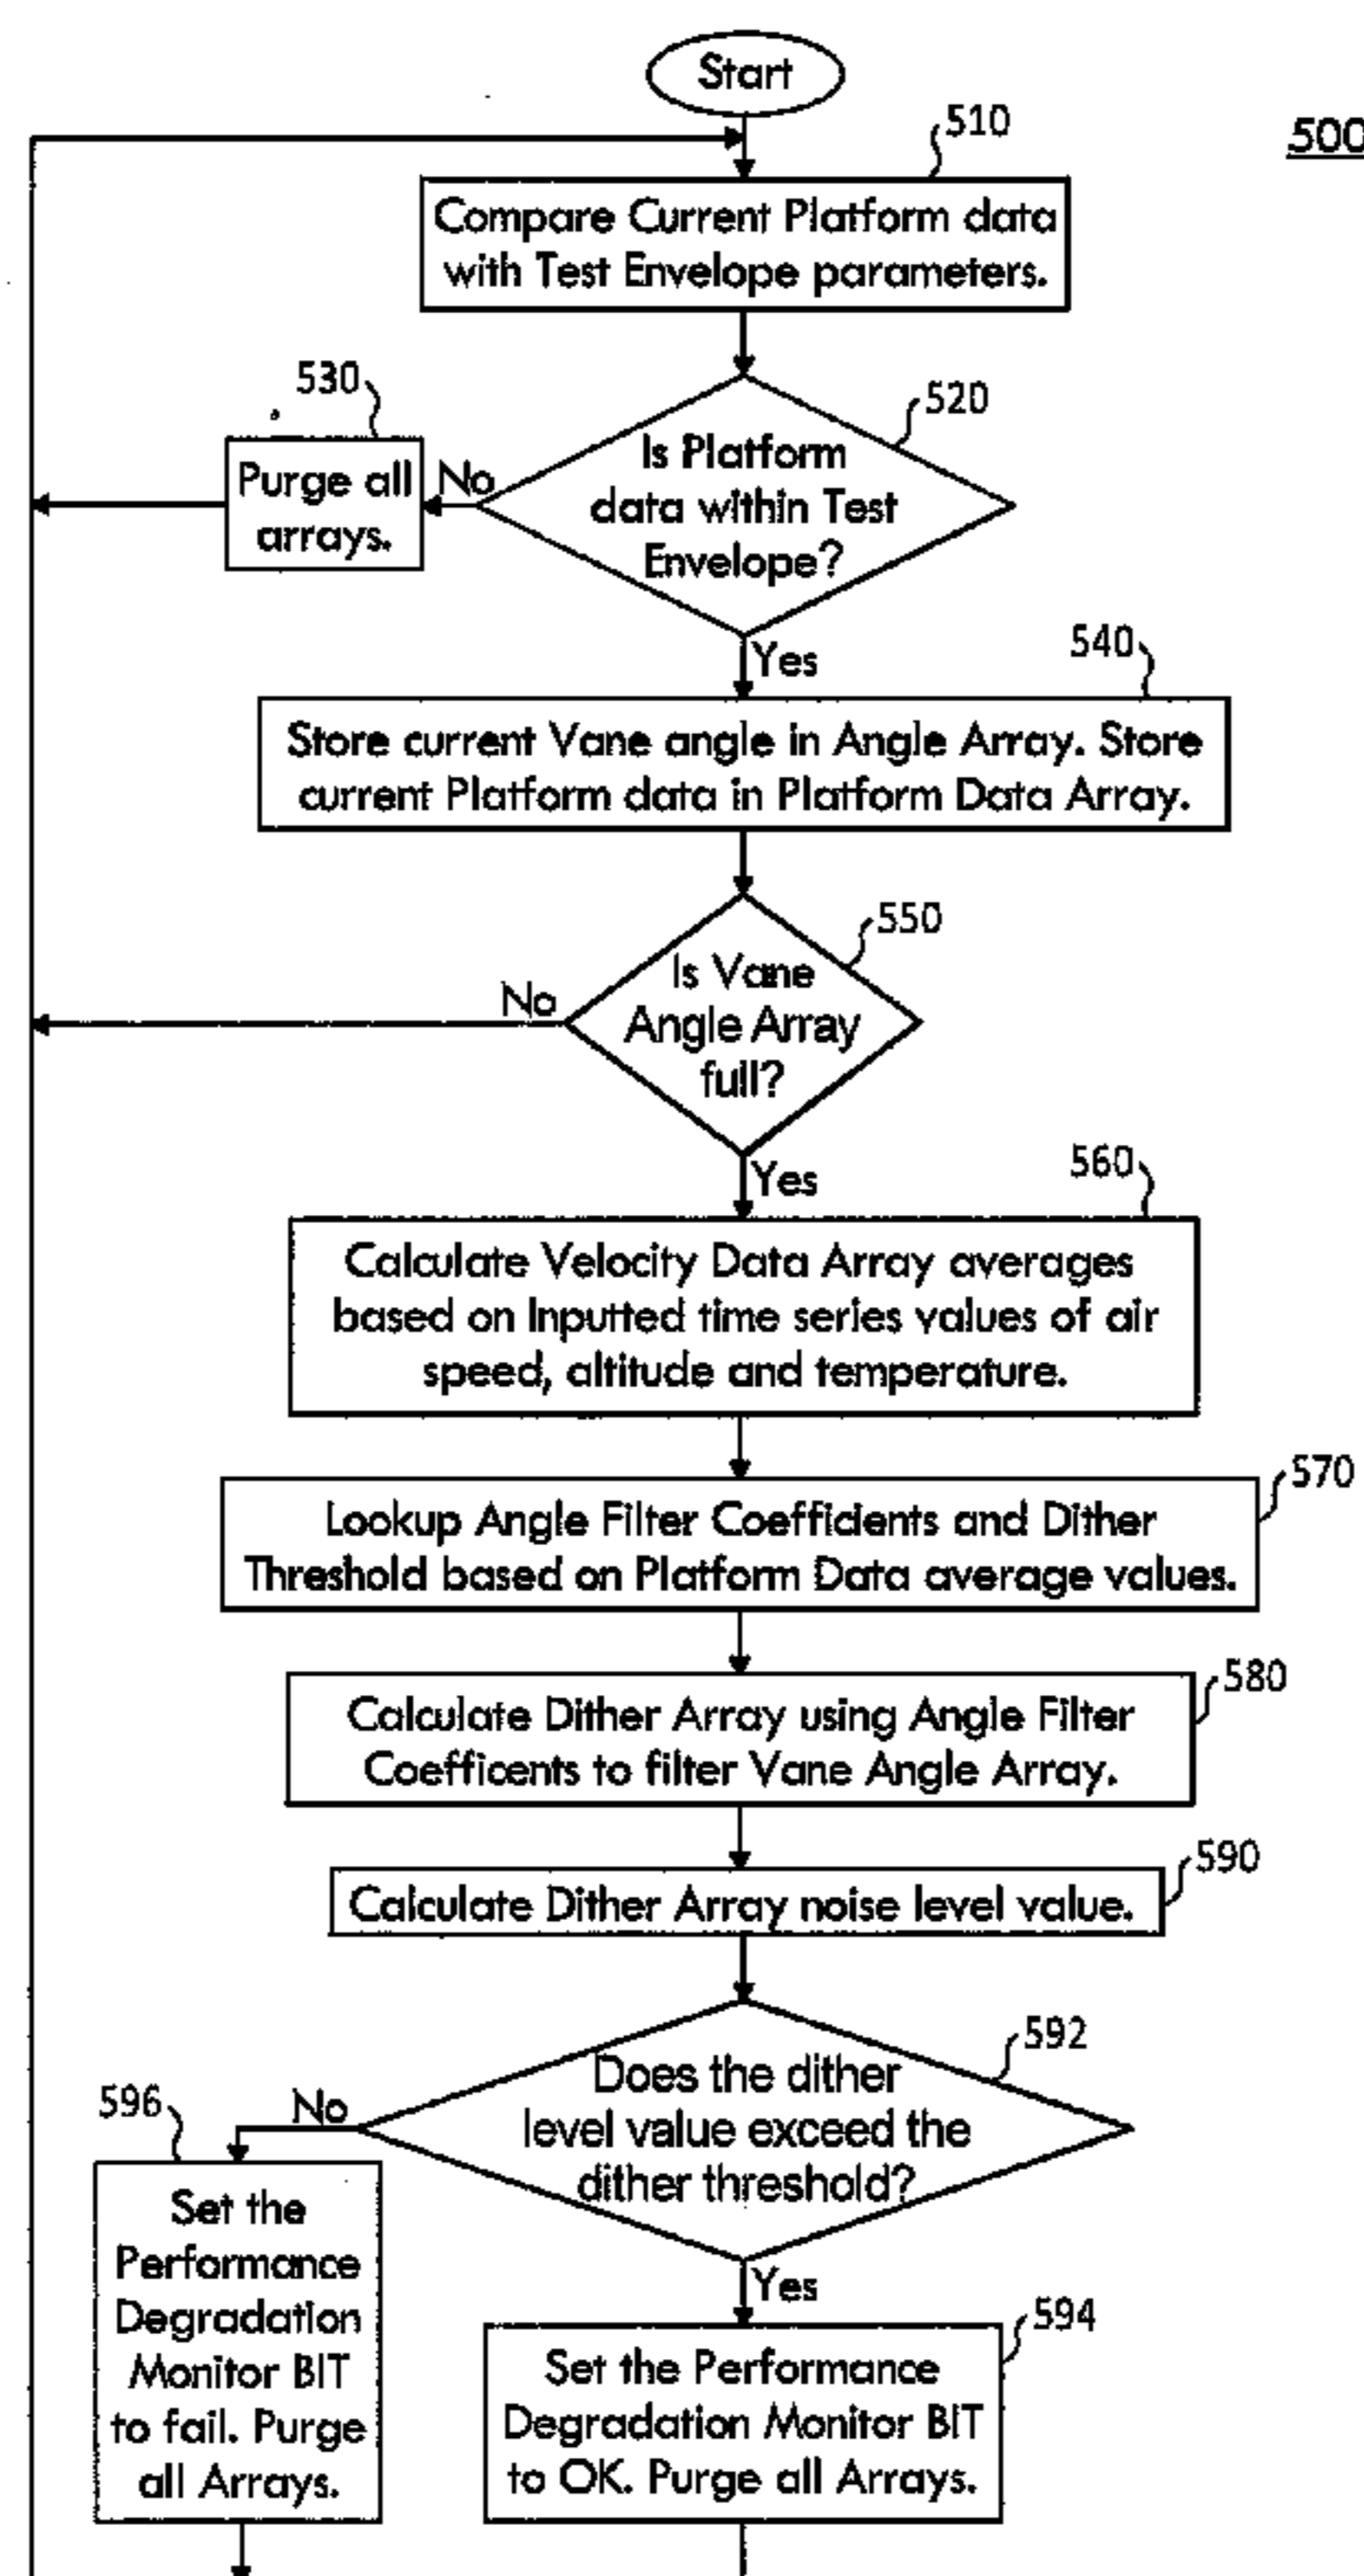 Start
510
500
Compare Current Platform data
with Test Envelope parameters.
530
520
Purge all
arrays.
No
Is Platform
data within Test
Envelope?
Yes
540
Store current Vane angle in Angle Array. Store
current Platform data in Platform Data Array.
550
No
Is Vane
Angle Array
full?
Yes
560
Calculate Velocity Data Array averages
based on Inputted time series values of air
speed, altitude and temperature.
570
Lookup Angle Filter Coefficients and Dither
Threshold based on Platform Data average values.
580
Calculate Dither Array using Angle Filter
Coefficents to filter Vane Angle Array.
590
Calculate Dither Array noise level value.
592
Does the dither
level value exceed the
dither threshold?
596
No
Set the
Performance
Degradation
Monitor BIT
to fail. Purge
all Arrays.
Yes
594
Set the Performance
Degradation Monitor BIT
to OK. Purge all Arrays.